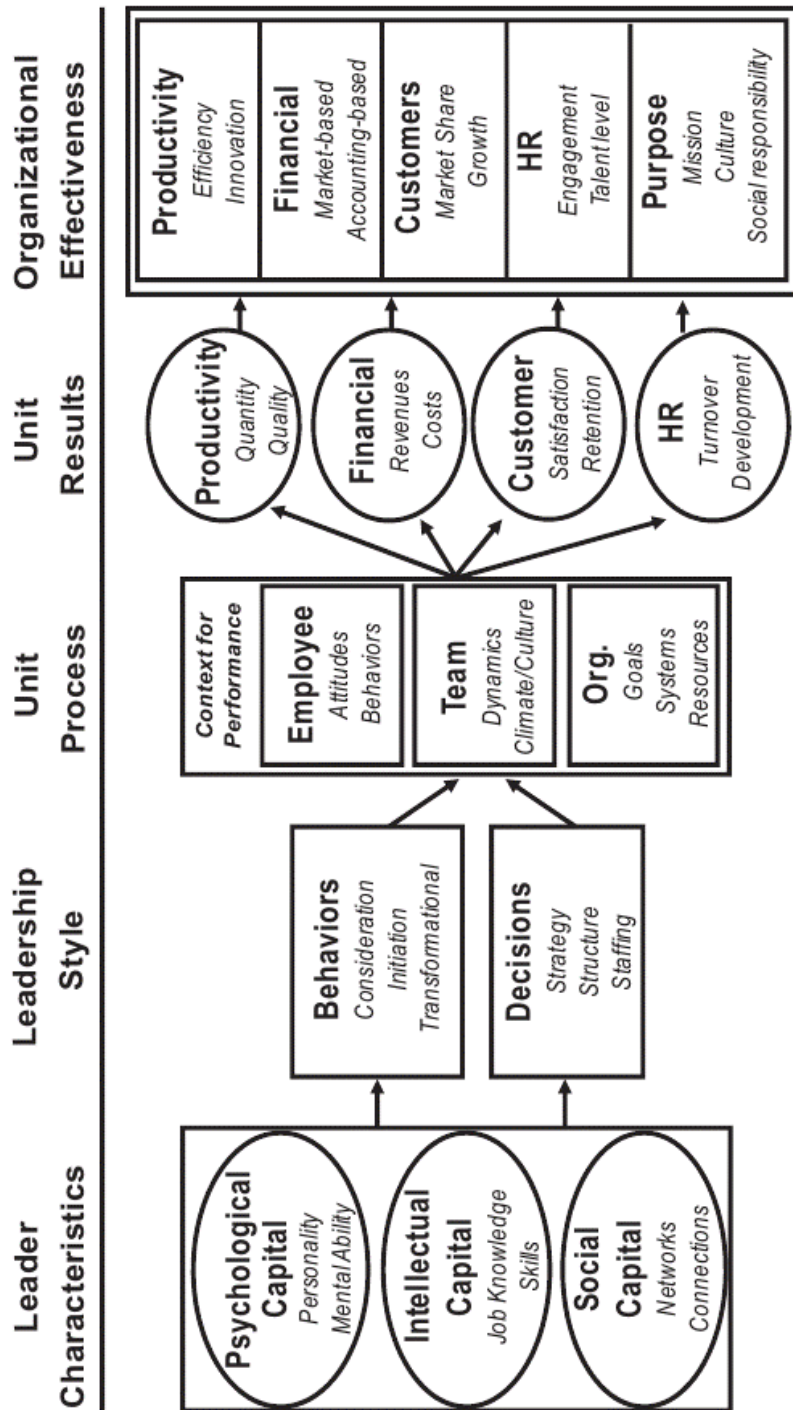 Leader
Characteristics
Leadership
Style
Unit
Process
Unit
Results
Organizational
Effectiveness
Psychological
Capital
Personality
Mental Ability
Intellectual
Capital
Job Knowledge
Skills
Social
Capital
Networks
Connections
Behaviors
Consideration
Initiation
Transformational
Decisions
Strategy
Structure
Staffing
Context for
Performance
Employee
Attitudes
Behaviors
Team
Dynamics
Climate/Culture
Org.
Goals
Systems
Resources
Productivity
Quantity
Quality
Financial
Revenues
Costs
Customer
Satisfaction
Retention
HR
Turnover
Development
Productivity
Efficiency
Innovation
Financial
Market-based
Accounting-based
Customers
Market Share
Growth
HR
Engagement
Talent level
Purpose
Mission
Culture
Social responsibility